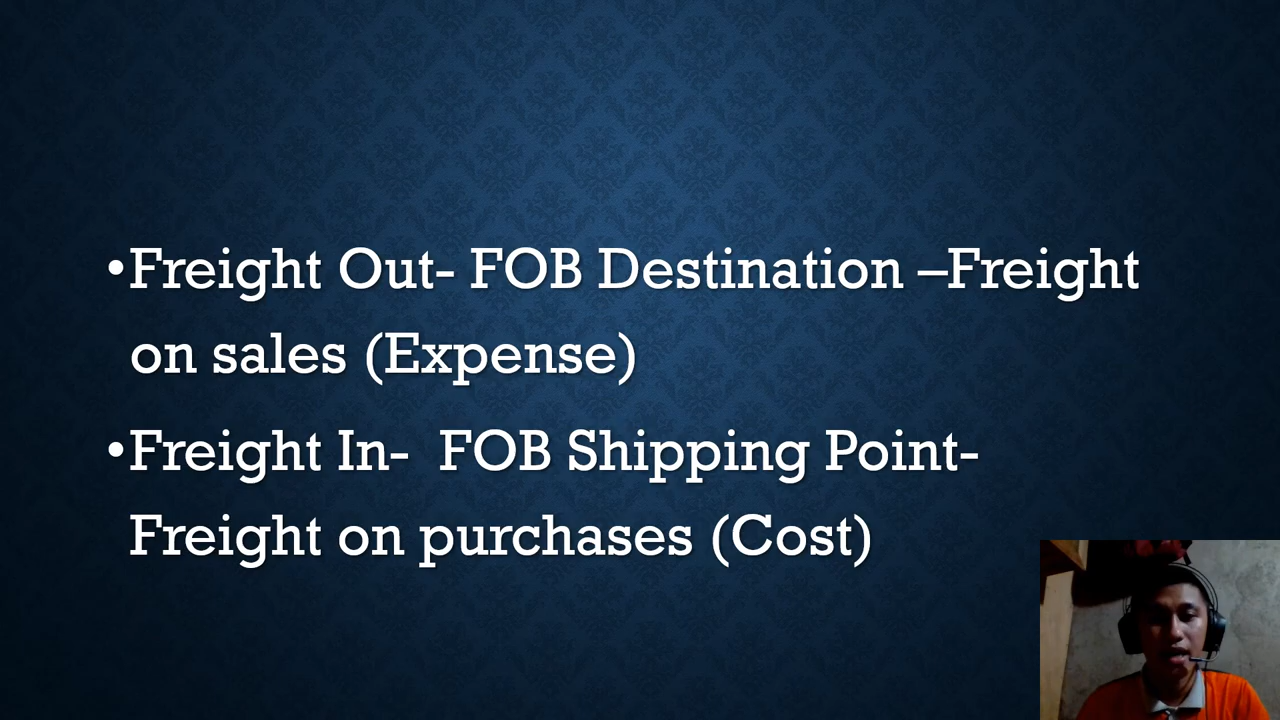 •Freight Out- FOB Destination –Freight
on sales (Expense)
•Freight In-  FOB Shipping Point-
Freight on purchases (Cost)